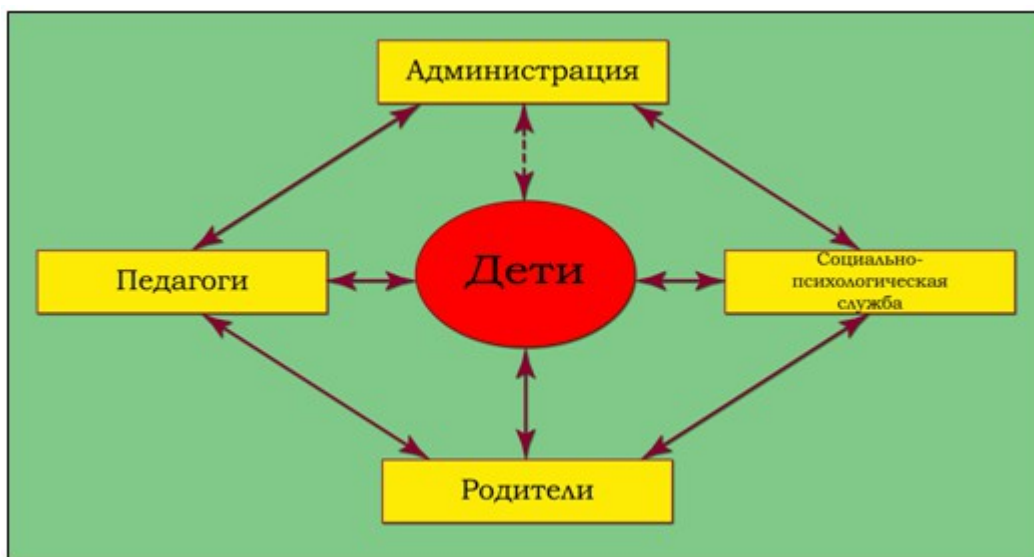 Администрация
Педагоги
Дети
Социально-
психологическая
служба
Родители